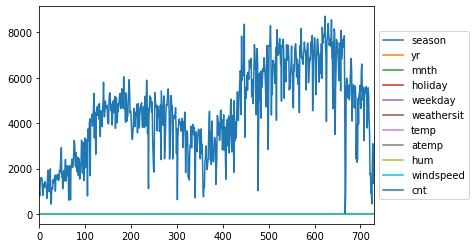 8000
6000
4000
2000
0
0 100 200 300 400 500 600 700
season
yr
mnth
holiday
weekday
weathersit
temp
atemp
hum
windspeed
cnt